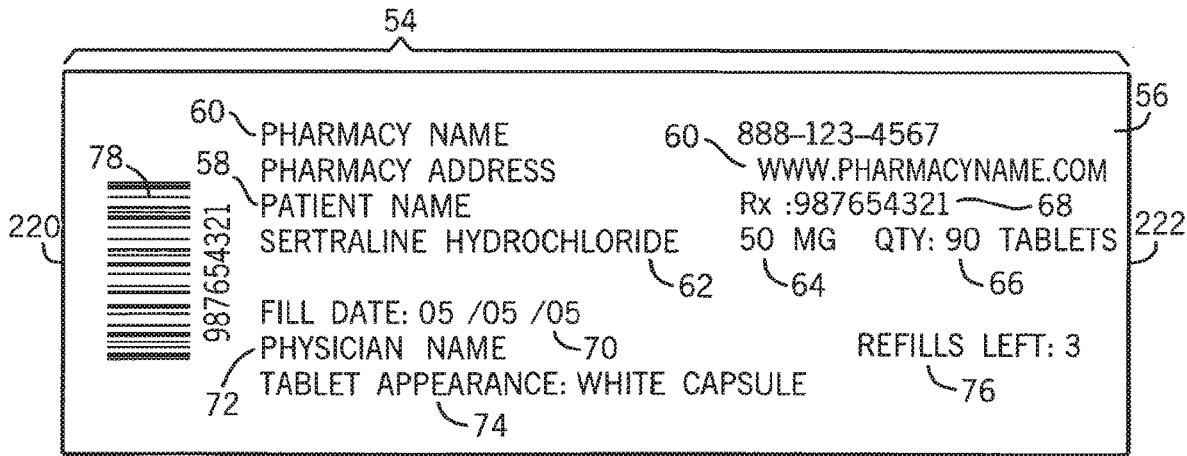 54
56
60 PHARMACY NAME 888-123-4567
78 58 PHARMACY ADDRESS 60 WWW.PHARMACYNAME.COM
PATIENT NAME Rx :987654321 68
220 987654321 SERTRALINE HYDROCHLORIDE 50 MG QTY: 90 TABLETS 222
62 64 66
FILL DATE: 05 /05 /05
72 PHYSICIAN NAME 70 REFILLS LEFT: 3
TABLET APPEARANCE: WHITE CAPSULE 76
74